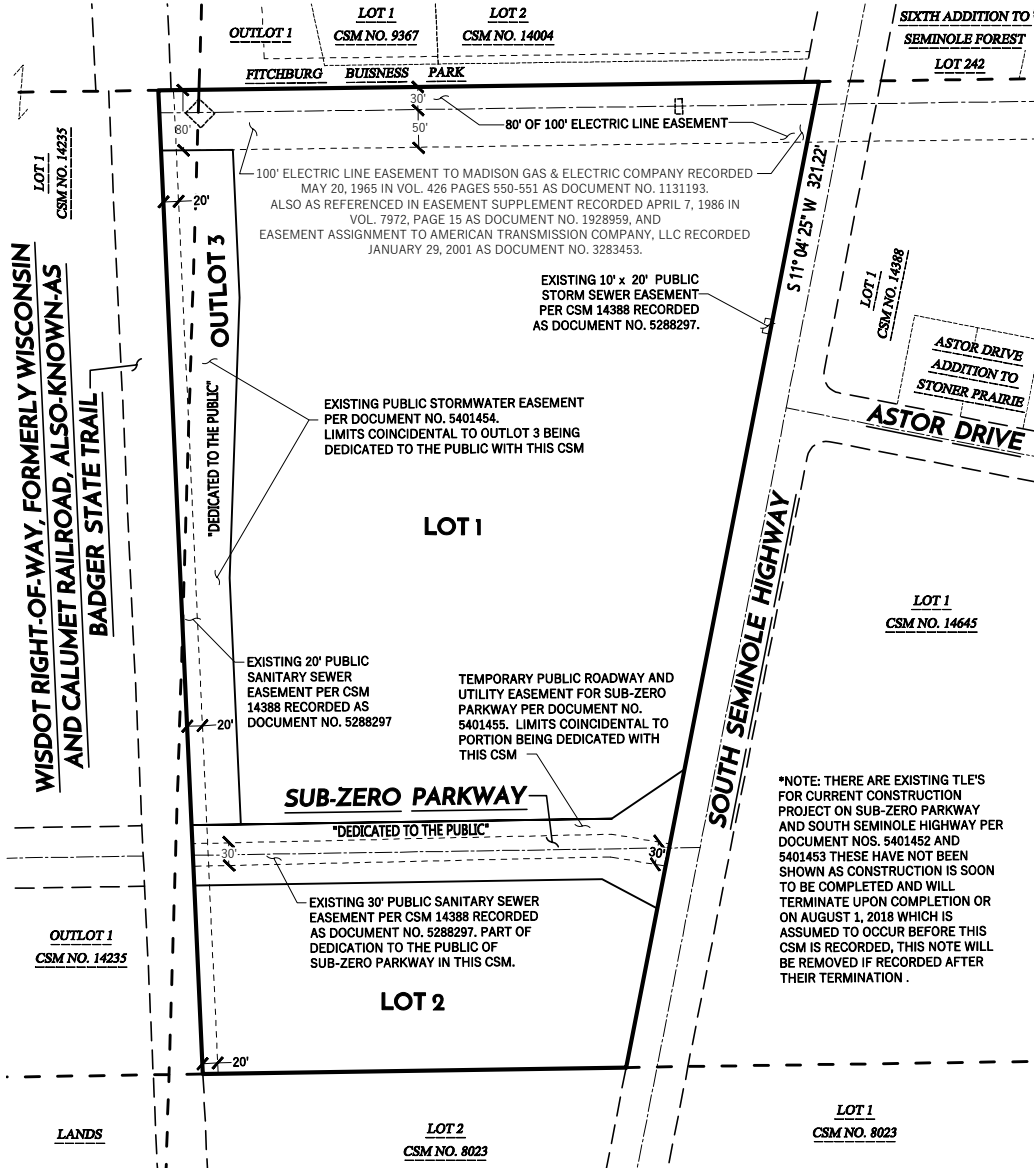 LOT 1
CSM NO. 9367
LOT 2
CSM NO. 14004
OUTLOT 1
SIXTH ADDITION TO
SEMINOLE FOREST
LOT 242
FITCHBURG BUISNESS PARK
30'
80'
50'
80' OF 100' ELECTRIC LINE EASEMENT
LOT 1
CSM NO. 14235
100' ELECTRIC LINE EASEMENT TO MADISON GAS & ELECTRIC COMPANY RECORDED
MAY 20, 1965 IN VOL. 426 PAGES 550-551 AS DOCUMENT NO. 1131193.
ALSO AS REFERENCED IN EASEMENT SUPPLEMENT RECORDED APRIL 7, 1986 IN
VOL. 7972, PAGE 15 AS DOCUMENT NO. 1928959, AND
EASEMENT ASSIGNMENT TO AMERICAN TRANSMISSION COMPANY, LLC RECORDED
JANUARY 29, 2001 AS DOCUMENT NO. 3283453.
20'
OUTLOT 3
"DEDICATED TO THE PUBLIC"
S 11° 04' 25" W 321.22'
EXISTING 10' x 20' PUBLIC
STORM SEWER EASEMENT
PER CSM 14388 RECORDED
AS DOCUMENT NO. 5288297.
LOT 1
CSM NO. 14388
ASTOR DRIVE
ADDITION TO
STONER PRAIRIE
ASTOR DRIVE
WISDOT RIGHT-OF-WAY, FORMERLY WISCONSIN
AND CALUMET RAILROAD, ALSO-KNOWN-AS
BADGER STATE TRAIL
EXISTING PUBLIC STORMWATER EASEMENT
PER DOCUMENT NO. 5401454.
LIMITS COINCIDENTAL TO OUTLOT 3 BEING
DEDICATED TO THE PUBLIC WITH THIS CSM
LOT 1
SOUTH SEMINOLE HIGHWAY
LOT 1
CSM NO. 14645
EXISTING 20' PUBLIC
SANITARY SEWER
EASEMENT PER CSM
14388 RECORDED AS
DOCUMENT NO. 5288297
20'
TEMPORARY PUBLIC ROADWAY AND
UTILITY EASEMENT FOR SUB-ZERO
PARKWAY PER DOCUMENT NO.
5401455. LIMITS COINCIDENTAL TO
PORTION BEING DEDICATED WITH
THIS CSM
SUB-ZERO PARKWAY
"DEDICATED TO THE PUBLIC"
30'
30'
*NOTE: THERE ARE EXISTING TLE'S
FOR CURRENT CONSTRUCTION
PROJECT ON SUB-ZERO PARKWAY
AND SOUTH SEMINOLE HIGHWAY PER
DOCUMENT NOS. 5401452 AND
5401453 THESE HAVE NOT BEEN
SHOWN AS CONSTRUCTION IS SOON
TO BE COMPLETED AND WILL
TERMINATE UPON COMPLETION OR
ON AUGUST 1, 2018 WHICH IS
ASSUMED TO OCCUR BEFORE THIS
CSM IS RECORDED, THIS NOTE WILL
BE REMOVED IF RECORDED AFTER
THEIR TERMINATION .
EXISTING 30' PUBLIC SANITARY SEWER
EASEMENT PER CSM 14388 RECORDED
AS DOCUMENT NO. 5288297. PART OF
DEDICATION TO THE PUBLIC OF
SUB-ZERO PARKWAY IN THIS CSM.
OUTLOT 1
CSM NO. 14235
LOT 2
20'
LANDS
LOT 2
CSM NO. 8023
LOT 1
CSM NO. 8023